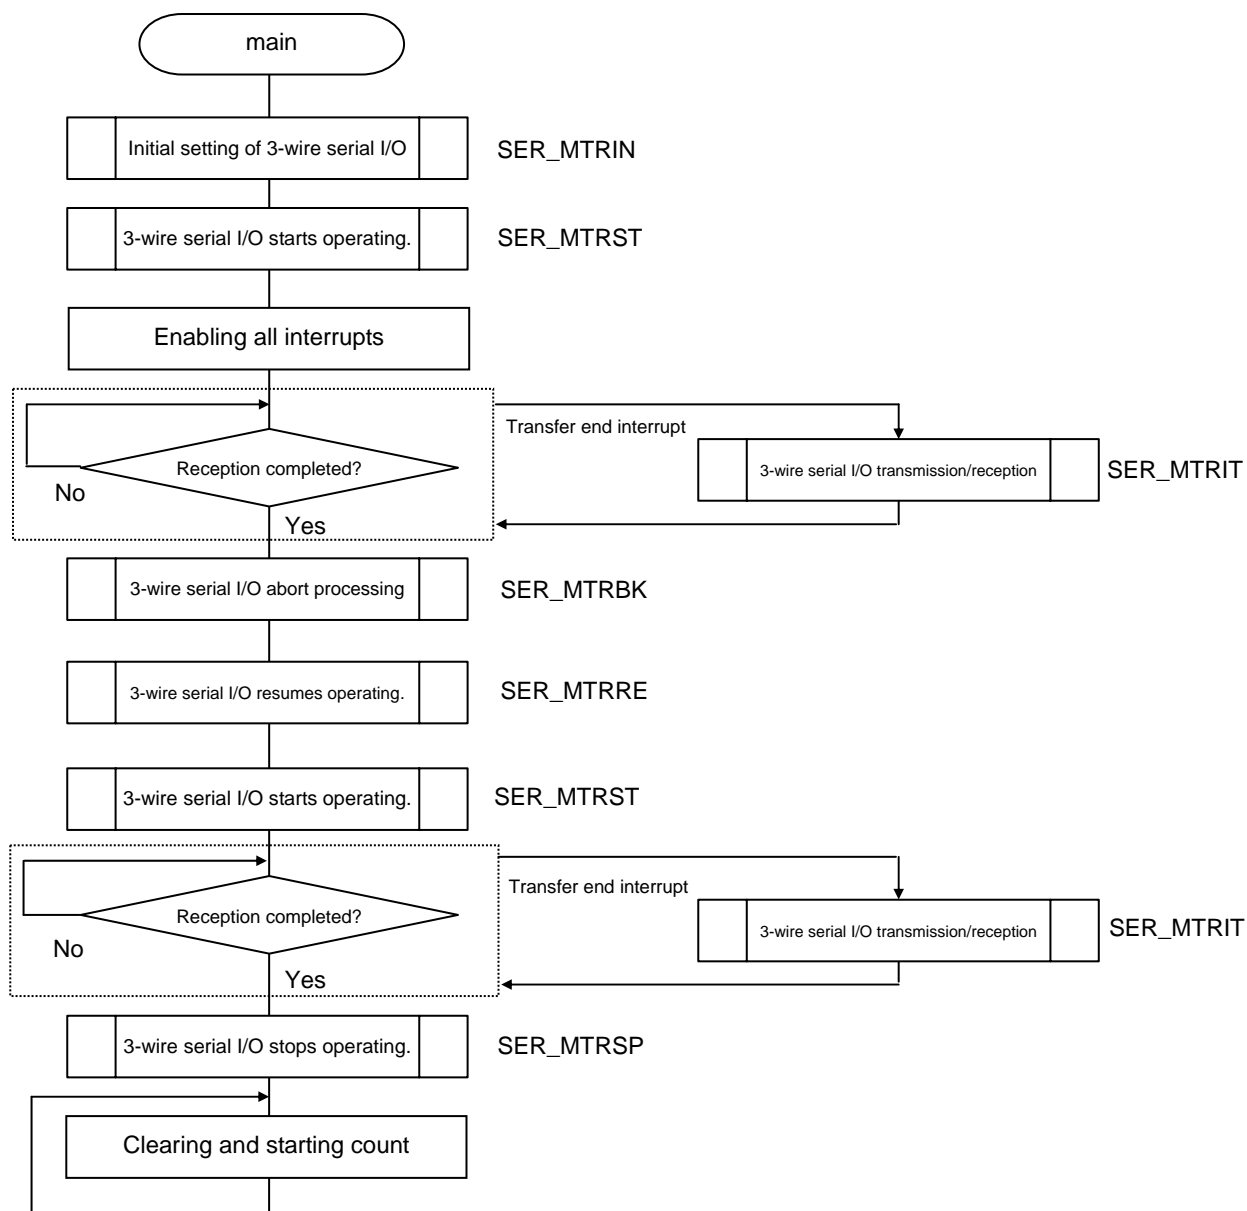 main
Initial setting of 3-wire serial I/O SER_MTRIN
3-wire serial I/O starts operating. SER_MTRST
Enabling all interrupts
Transfer end interrupt
Reception completed? 3-wire serial I/O transmission/reception SER_MTRIT
No
Yes
3-wire serial I/O abort processing SER_MTRBK
3-wire serial I/O resumes operating. SER_MTRRE
3-wire serial I/O starts operating. SER_MTRST
Transfer end interrupt
Reception completed? 3-wire serial I/O transmission/reception SER_MTRIT
No
Yes
3-wire serial I/O stops operating. SER_MTRSP
Clearing and starting count